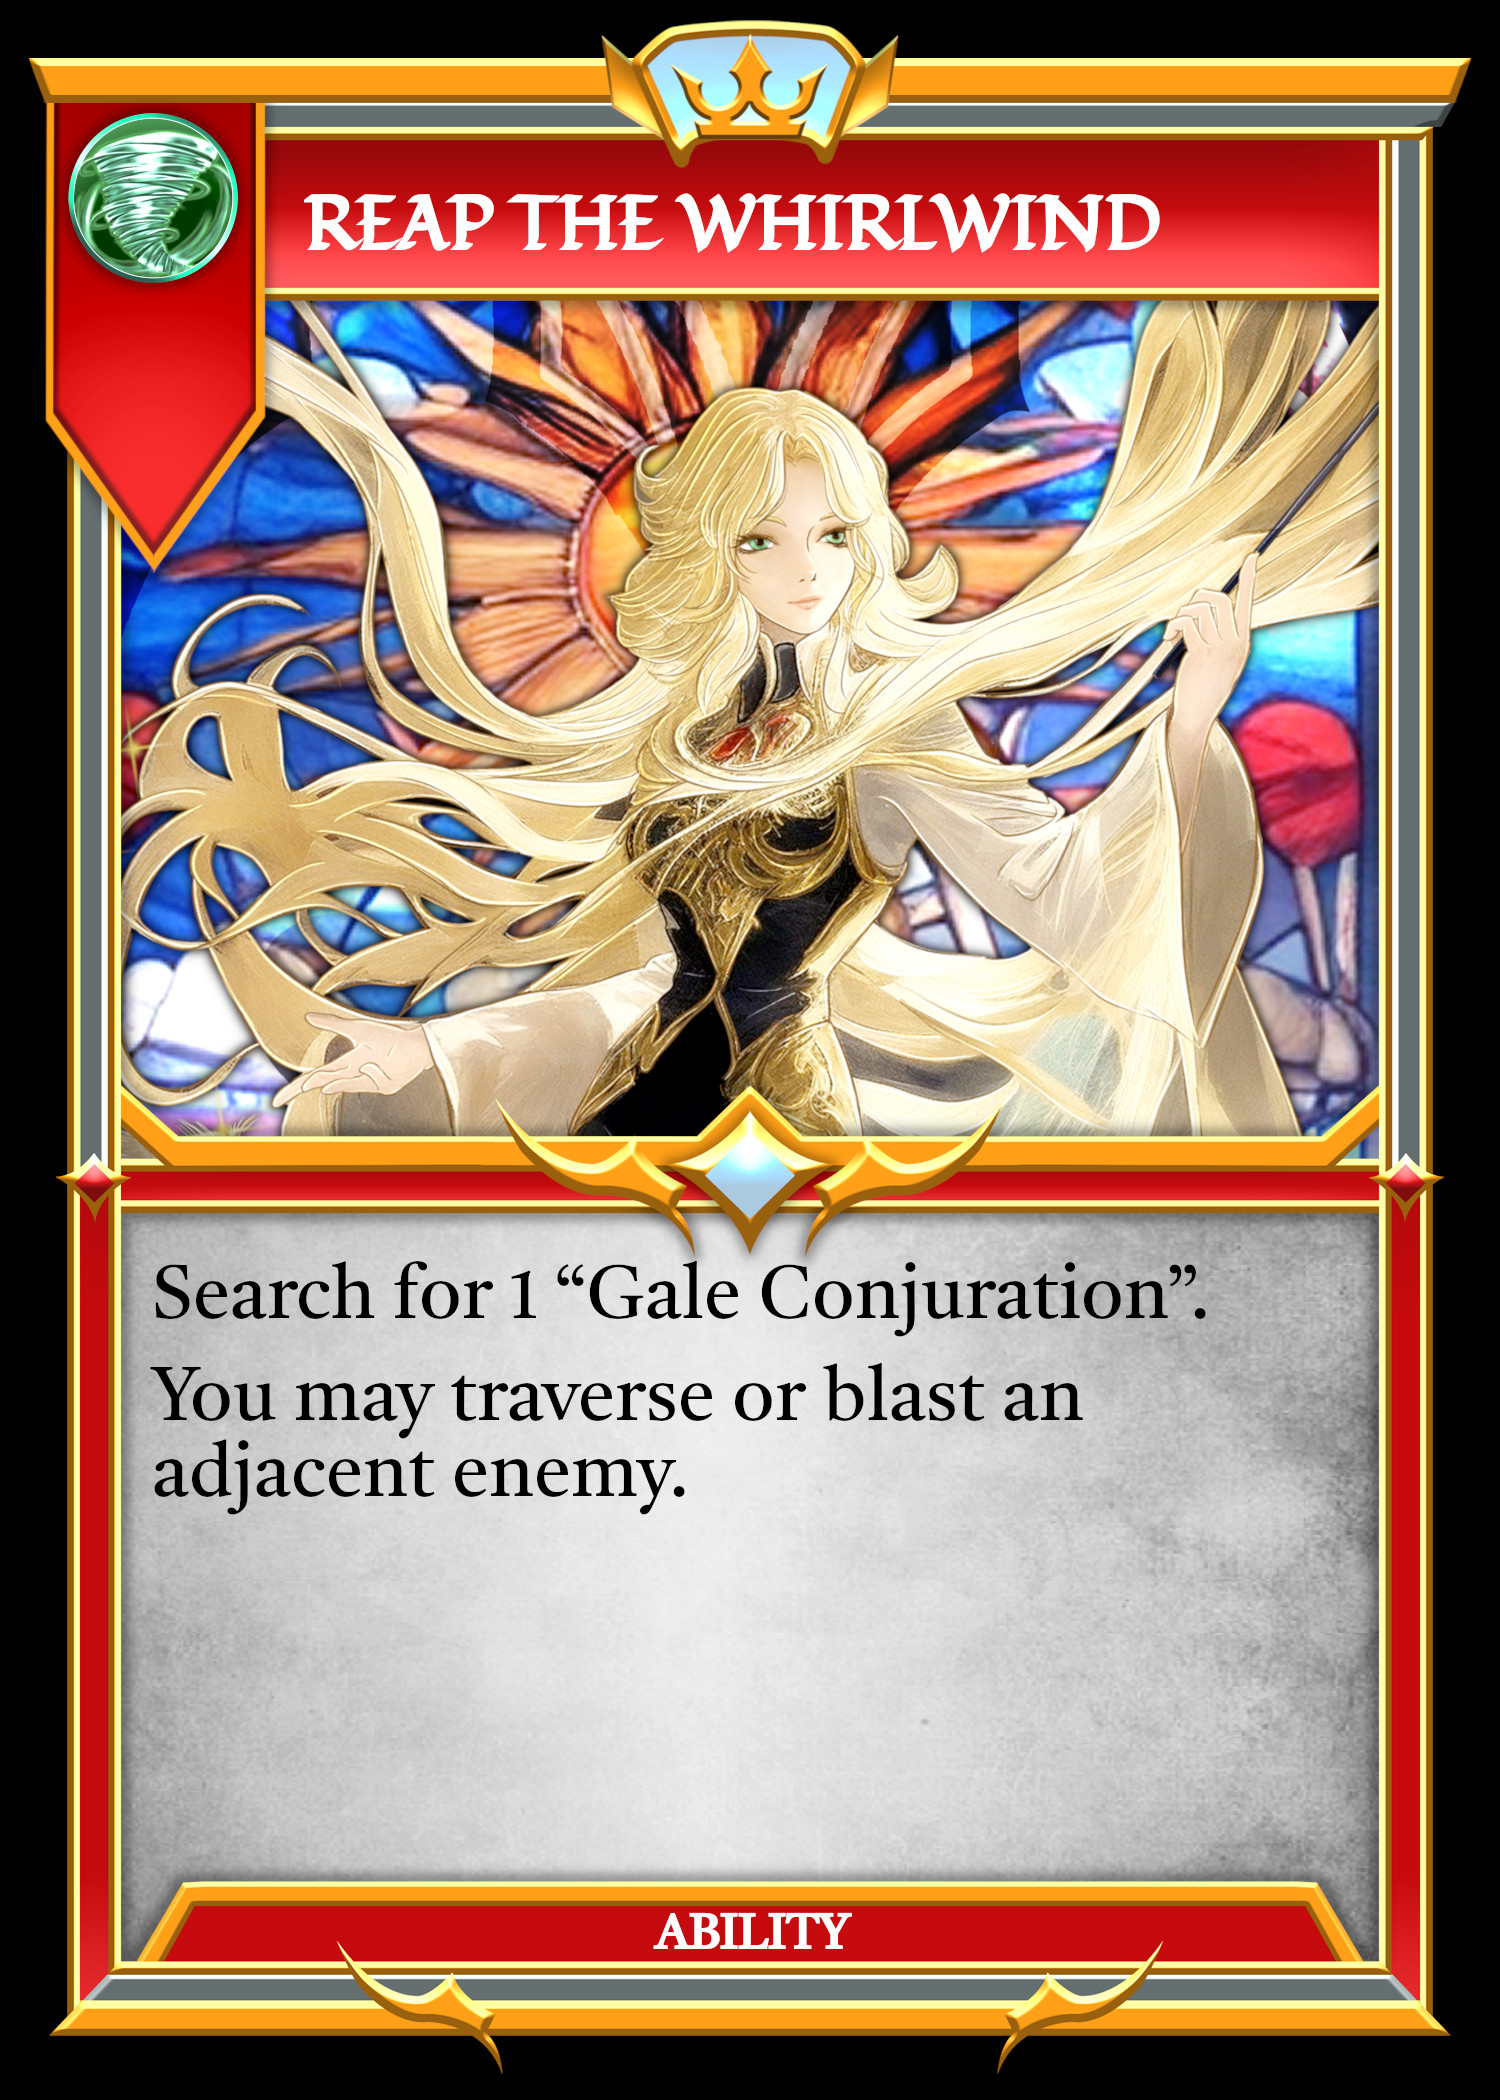 REAP THE WHIRLWIND
Search for 1 “Gale Conjuration”.
You may traverse or blast an
adjacent enemy.
ABILITY